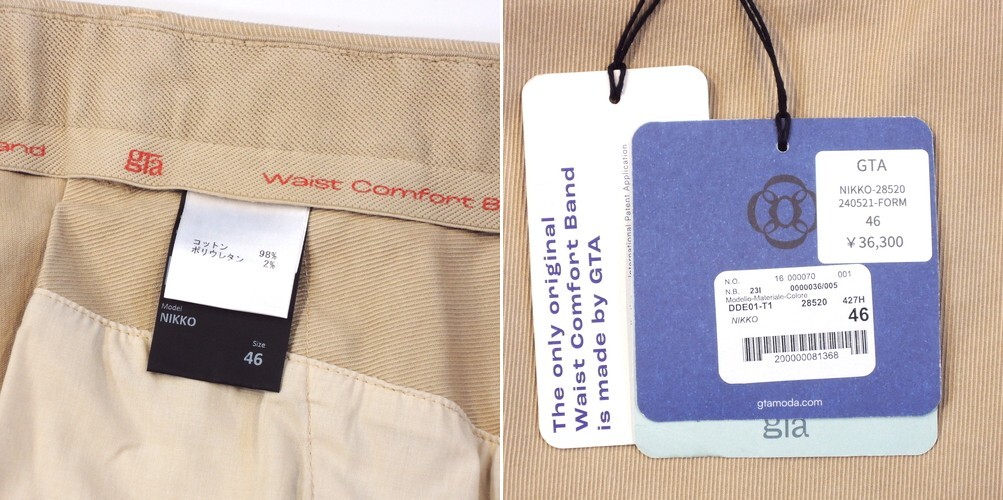 and
gta
Waist Comfort B
コットン 98%
ポリウレタン 2%
Model
NIKKO
Size
46
The only original
Waist Comfort Band
is made by GTA
International Patent Application
GTA
NIKKO-28520
240521-FORM
46
¥36,300
N.O. 16 000070 001
N.B. 23I 0000036/005
Modello-Materiale-Colore
DDE01-T1 28520 427H
NIKKO 46
200000081368
gtamoda.com
gta